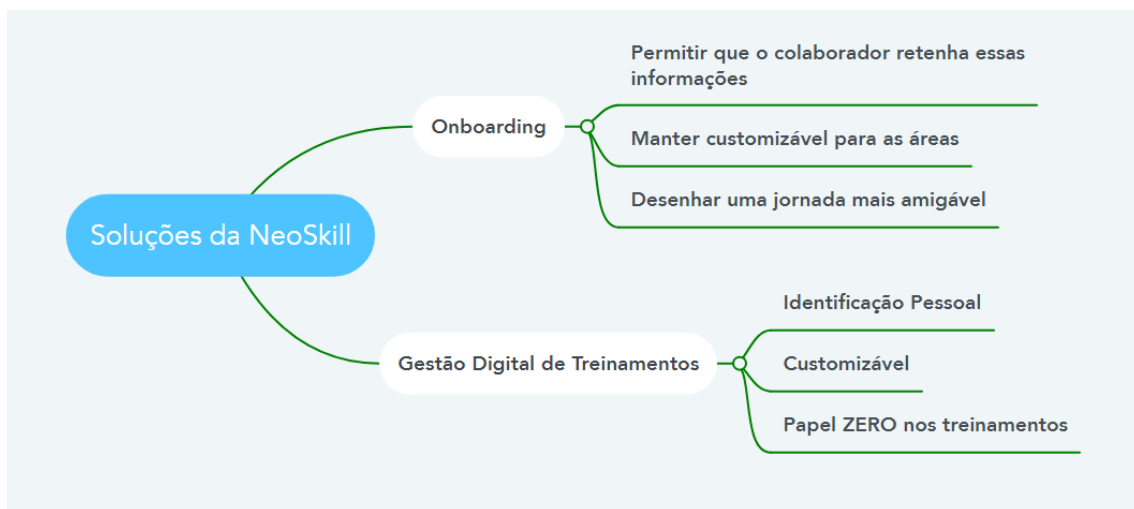 Soluções da NeoSkill
Onboarding
Permitir que o colaborador retenha essas
informações
Manter customizável para as áreas
Desenhar uma jornada mais amigável
Gestão Digital de Treinamentos
Identificação Pessoal
Customizável
Papel ZERO nos treinamentos